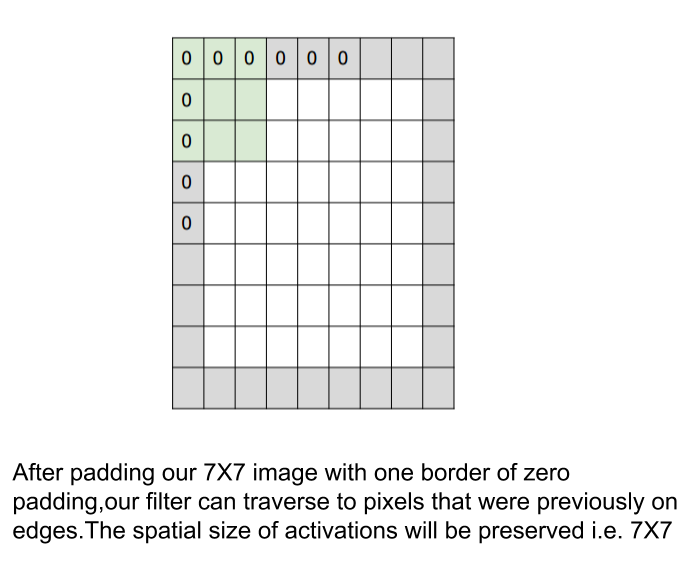 0 0 0 0 0 0
0
0
0
0
After padding our 7X7 image with one border of zero
padding,our filter can traverse to pixels that were previously on
edges.The spatial size of activations will be preserved i.e. 7X7